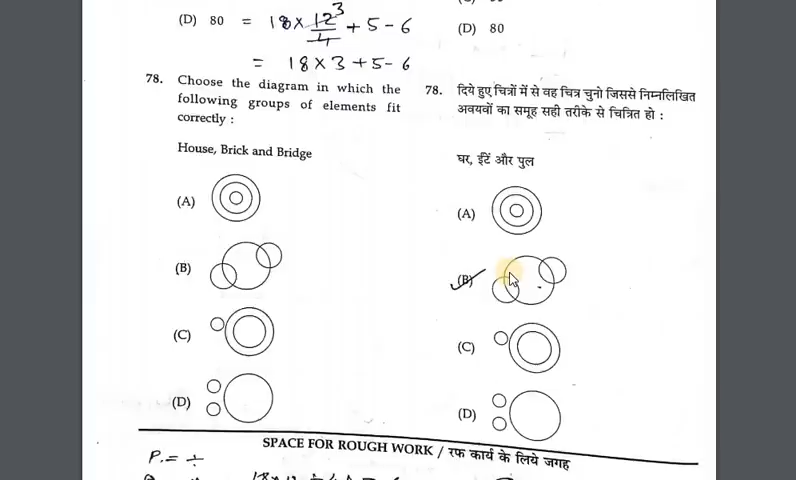 (D) 80 = 18 × 12³/4 + 5 - 6
(D) 80
= 18 × 3 + 5 - 6
78. Choose the diagram in which the
following groups of elements fit
correctly :
House, Brick and Bridge
(A)
(B)
(C)
(D)
78. दिये हुए चित्रों में से वह चित्र चुनो जिससे निम्नलिखित
अवयवों का समूह सही तरीके से चित्रित हो :
घर, ईंटें और पुल
(A)
(B)
(C)
(D)
SPACE FOR ROUGH WORK / रफ कार्य के लिये जगह
P. = ÷